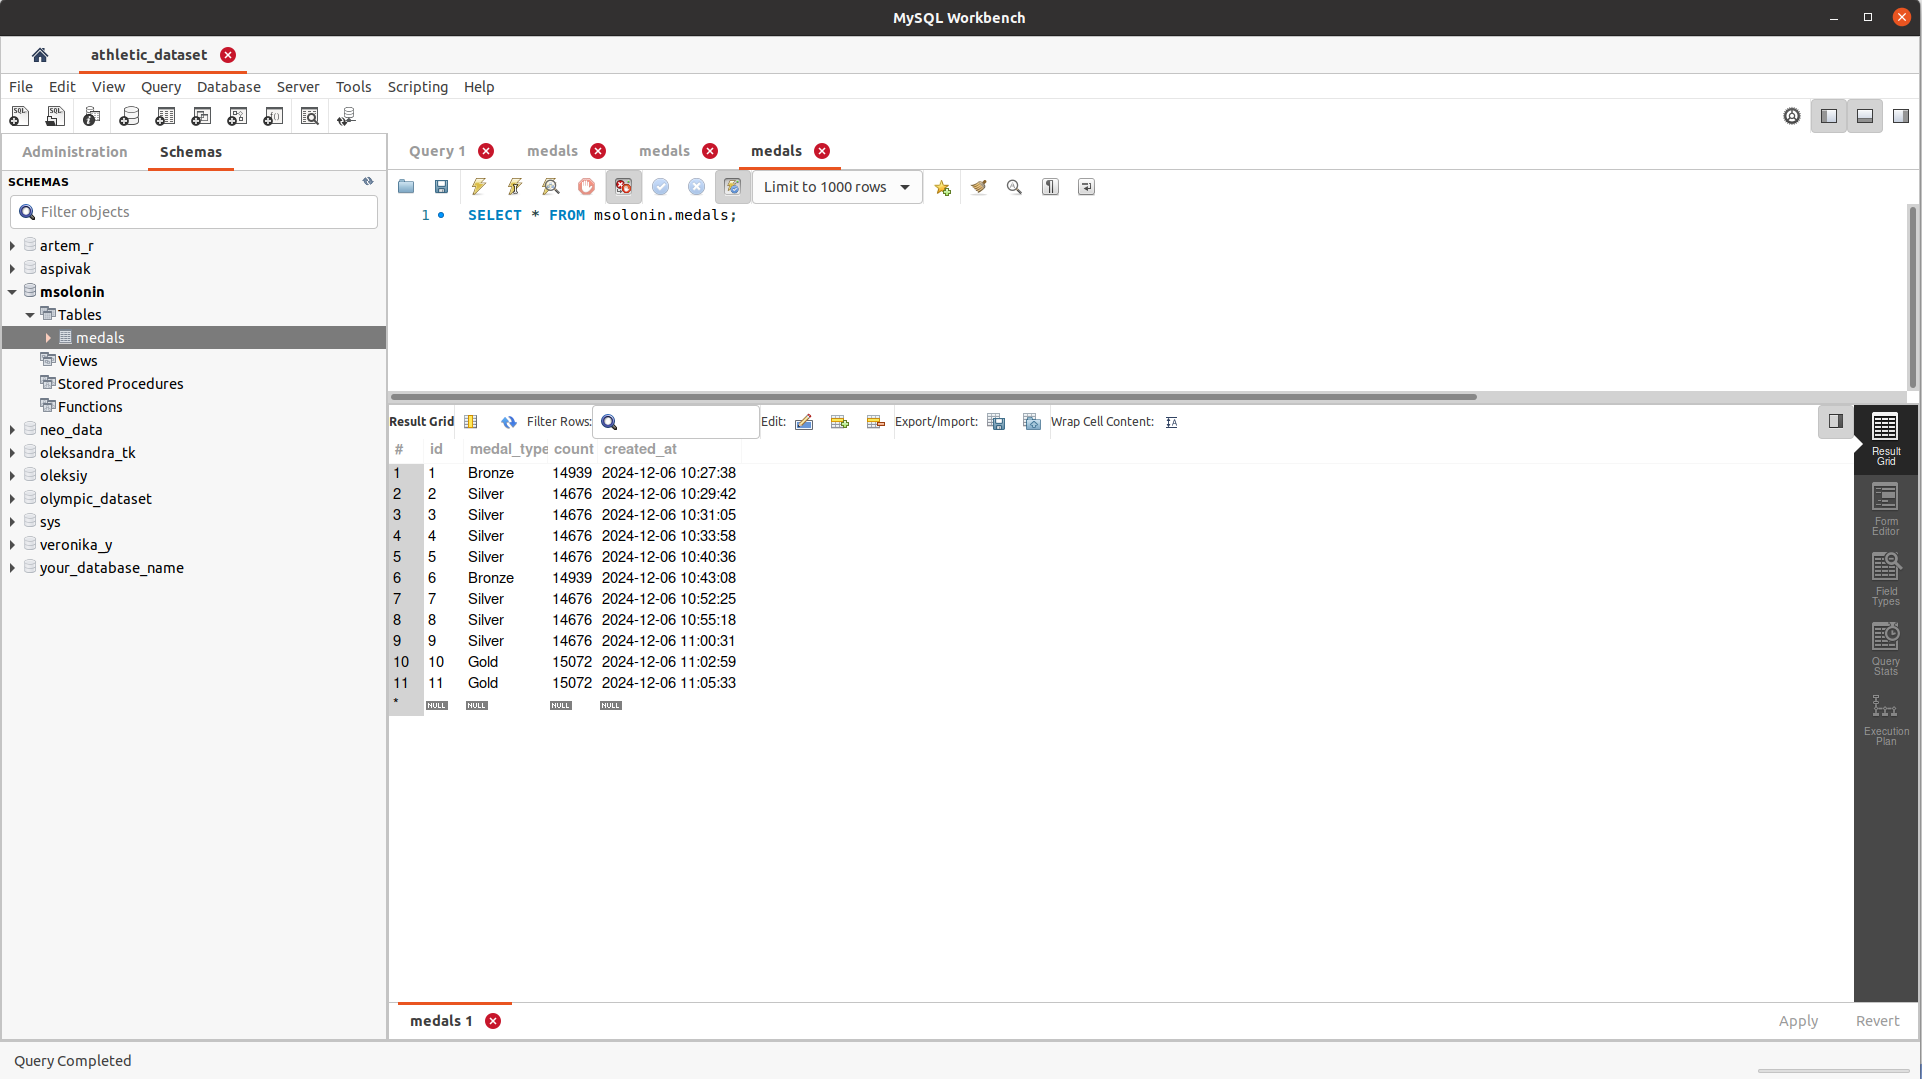 MySQL Workbench
athletic_dataset
File Edit View Query Database Server Tools Scripting Help
Administration Schemas
SCHEMAS
Filter objects
artem_r
aspivak
msolonin
Tables
medals
Views
Stored Procedures
Functions
neo_data
oleksandra_tk
oleksiy
olympic_dataset
sys
veronika_y
your_database_name
Query 1 medals medals medals
Limit to 1000 rows
1 SELECT * FROM msolonin.medals;
Result Grid Filter Rows: Edit: Export/Import: Wrap Cell Content:
# id medal_type count created_at
1 1 Bronze 14939 2024-12-06 10:27:38
2 2 Silver 14676 2024-12-06 10:29:42
3 3 Silver 14676 2024-12-06 10:31:05
4 4 Silver 14676 2024-12-06 10:33:58
5 5 Silver 14676 2024-12-06 10:40:36
6 6 Bronze 14939 2024-12-06 10:43:08
7 7 Silver 14676 2024-12-06 10:52:25
8 8 Silver 14676 2024-12-06 10:55:18
9 9 Silver 14676 2024-12-06 11:00:31
10 10 Gold 15072 2024-12-06 11:02:59
11 11 Gold 15072 2024-12-06 11:05:33
* NULL NULL NULL NULL
Result
Grid
Form
Editor
Field
Types
Query
Stats
Execution
Plan
medals 1
Apply Revert
Query Completed